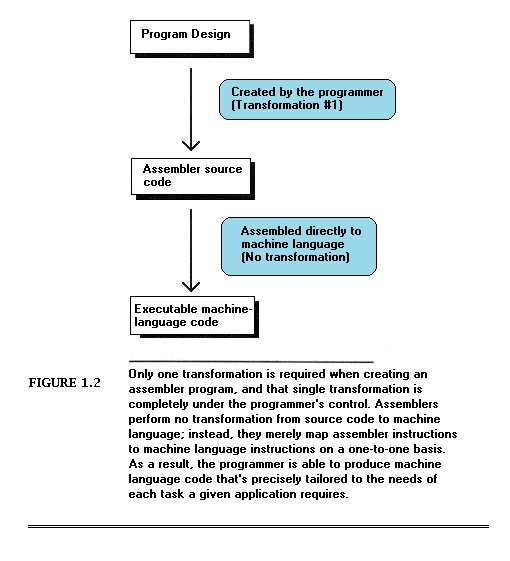 Program Design
Created by the programmer
(Transformation #1)
Assembler source
code
Assembled directly to
machine language
(No transformation)
Executable machine-
language code
FIGURE 1.2
Only one transformation is required when creating an
assembler program, and that single transformation is
completely under the programmer's control. Assemblers
perform no transformation from source code to machine
language; instead, they merely map assembler instructions
to machine language instructions on a one-to-one basis.
As a result, the programmer is able to produce machine
language code that's precisely tailored to the needs of
each task a given application requires.